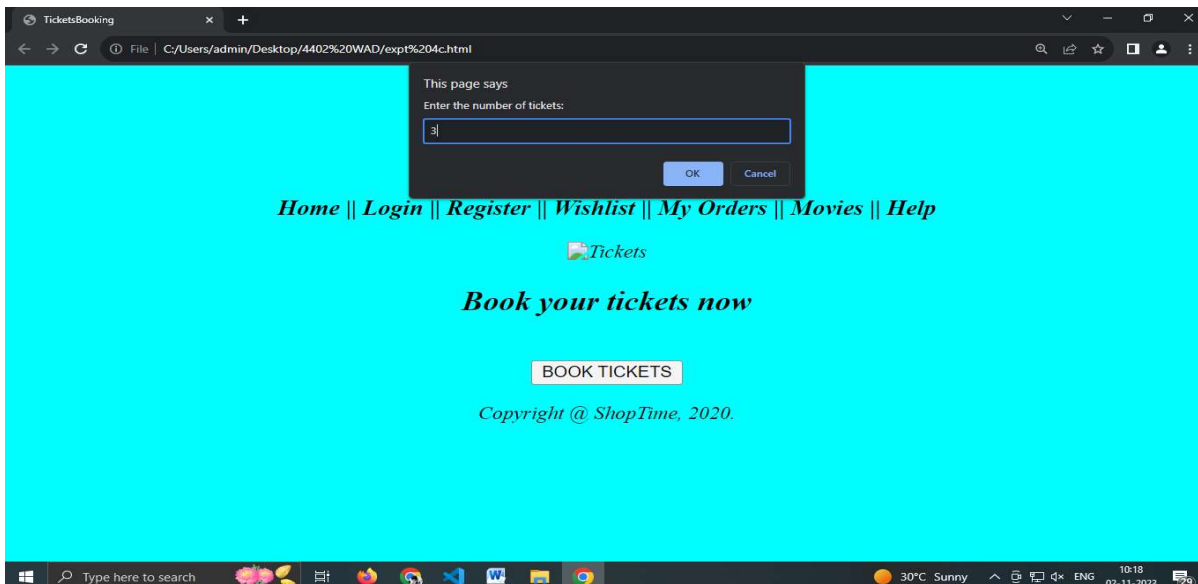 TicketsBooking
File | C:/Users/admin/Desktop/4402%20WAD/expt%204c.html
This page says
Enter the number of tickets:
3
OK Cancel
Home || Login || Register || Wishlist || My Orders || Movies || Help
Tickets
Book your tickets now
BOOK TICKETS
Copyright @ ShopTime, 2020.
Type here to search
30°C Sunny
ENG
10:18